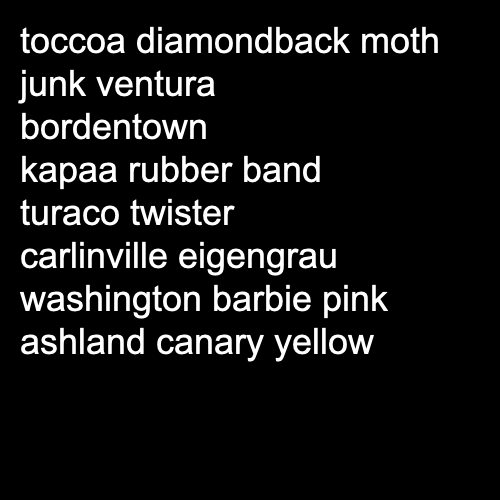 toccoa diamondback moth
junk ventura
bordentown
kapaa rubber band
turaco twister
carlinville eigengrau
washington barbie pink
ashland canary yellow